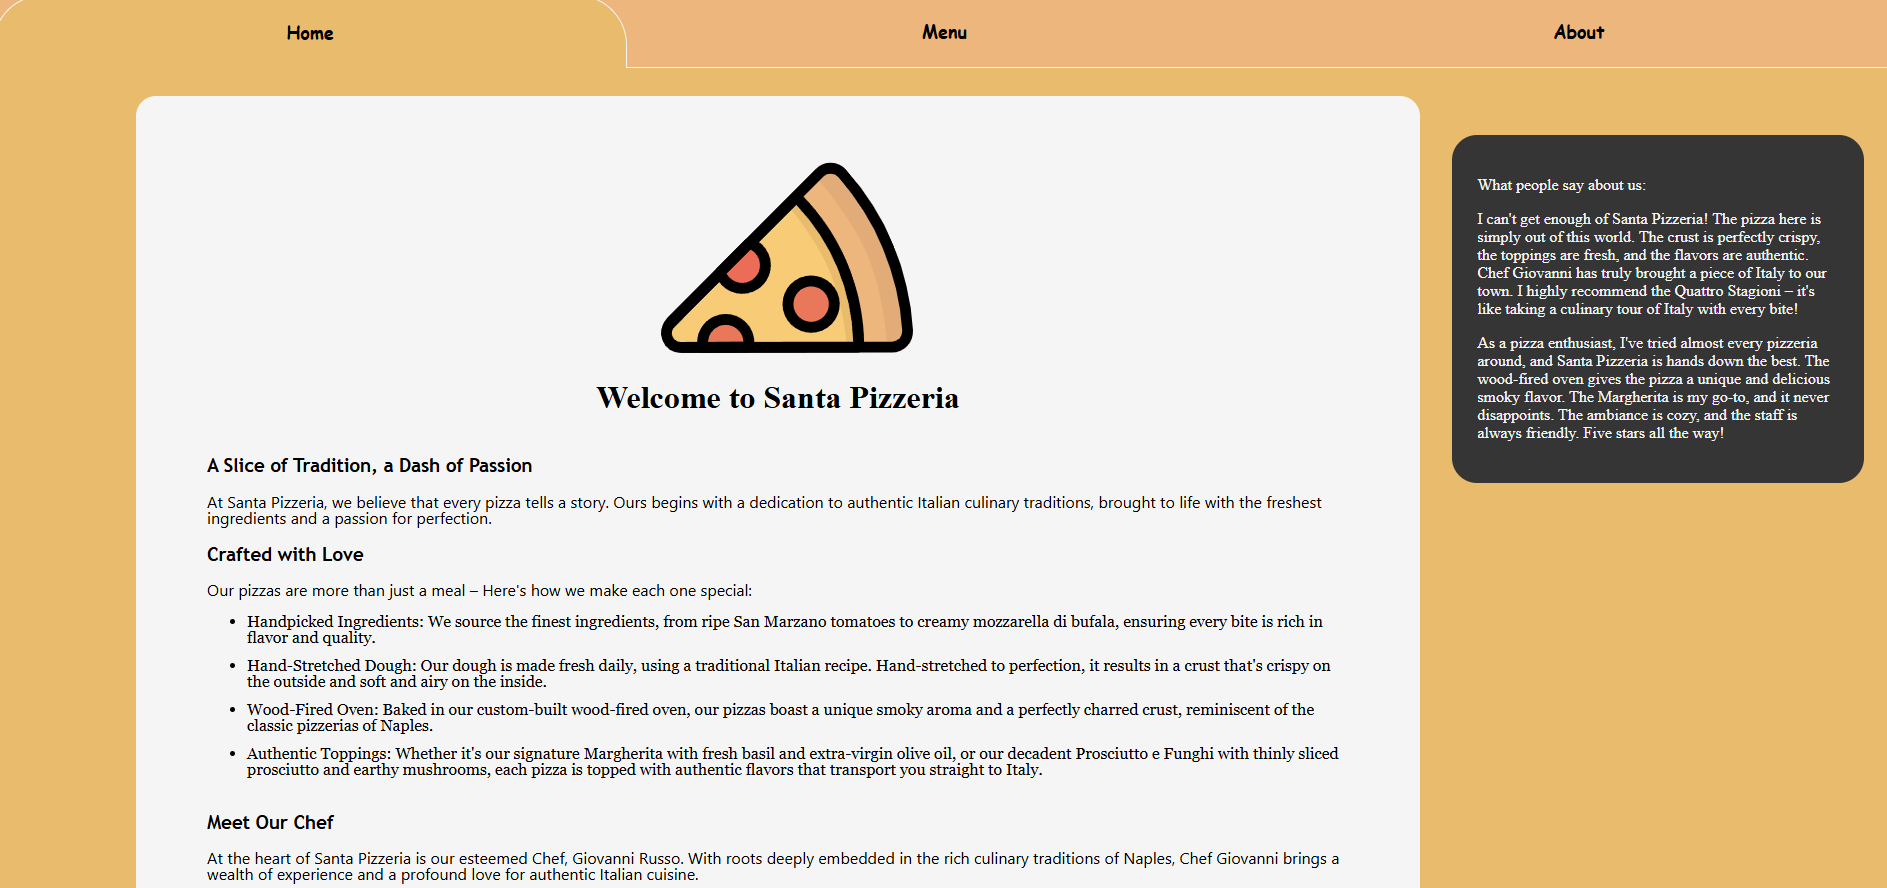 Home
Menu
About
Welcome to Santa Pizzeria
A Slice of Tradition, a Dash of Passion
At Santa Pizzeria, we believe that every pizza tells a story. Ours begins with a dedication to authentic Italian culinary traditions, brought to life with the freshest
ingredients and a passion for perfection.
Crafted with Love
Our pizzas are more than just a meal – Here's how we make each one special:
• Handpicked Ingredients: We source the finest ingredients, from ripe San Marzano tomatoes to creamy mozzarella di bufala, ensuring every bite is rich in
flavor and quality.
• Hand-Stretched Dough: Our dough is made fresh daily, using a traditional Italian recipe. Hand-stretched to perfection, it results in a crust that's crispy on
the outside and soft and airy on the inside.
• Wood-Fired Oven: Baked in our custom-built wood-fired oven, our pizzas boast a unique smoky aroma and a perfectly charred crust, reminiscent of the
classic pizzerias of Naples.
• Authentic Toppings: Whether it's our signature Margherita with fresh basil and extra-virgin olive oil, or our decadent Prosciutto e Funghi with thinly sliced
prosciutto and earthy mushrooms, each pizza is topped with authentic flavors that transport you straight to Italy.
Meet Our Chef
At the heart of Santa Pizzeria is our esteemed Chef, Giovanni Russo. With roots deeply embedded in the rich culinary traditions of Naples, Chef Giovanni brings a
wealth of experience and a profound love for authentic Italian cuisine.
What people say about us:
I can't get enough of Santa Pizzeria! The pizza here is
simply out of this world. The crust is perfectly crispy,
the toppings are fresh, and the flavors are authentic.
Chef Giovanni has truly brought a piece of Italy to our
town. I highly recommend the Quattro Stagioni – it's
like taking a culinary tour of Italy with every bite!
As a pizza enthusiast, I've tried almost every pizzeria
around, and Santa Pizzeria is hands down the best. The
wood-fired oven gives the pizza a unique and delicious
smoky flavor. The Margherita is my go-to, and it never
disappoints. The ambiance is cozy, and the staff is
always friendly. Five stars all the way!